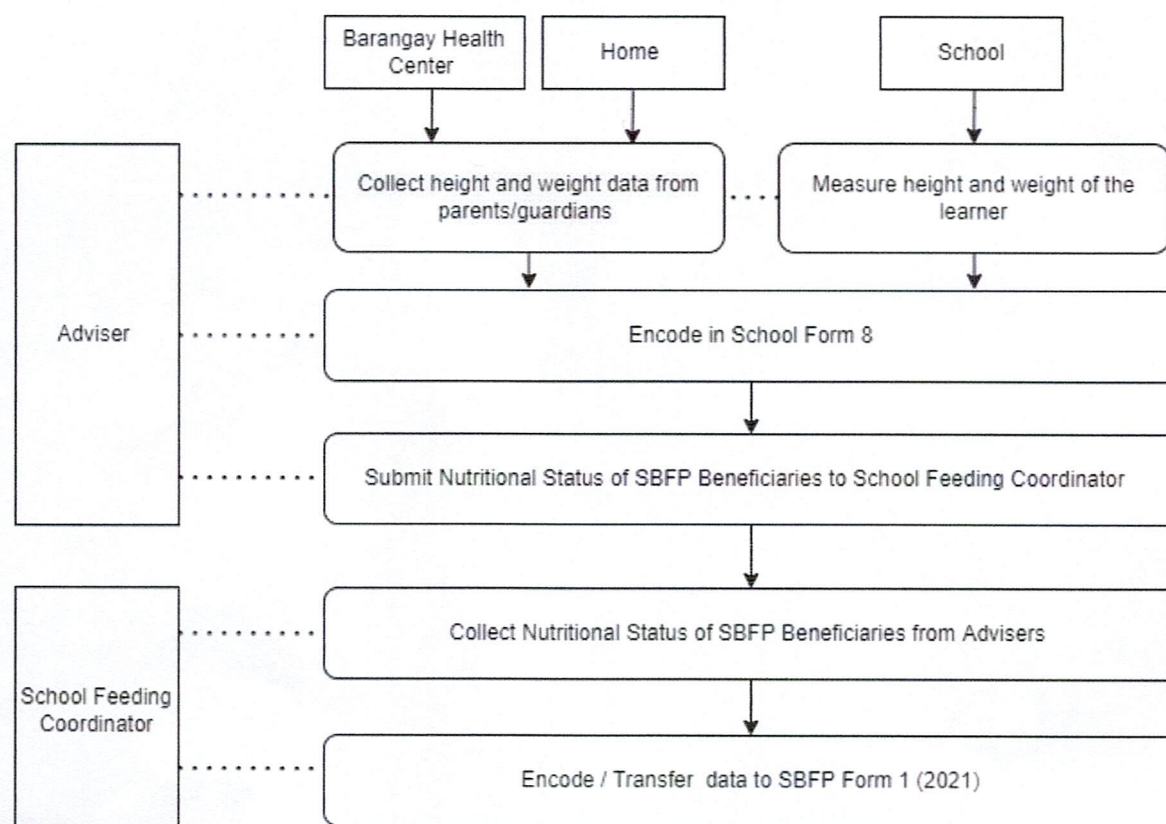 Barangay Health
Center
Home
School
Collect height and weight data from
parents/guardians
Measure height and weight of the
learner
Adviser
Encode in School Form 8
Submit Nutritional Status of SBFP Beneficiaries to School Feeding Coordinator
Collect Nutritional Status of SBFP Beneficiaries from Advisers
School Feeding
Coordinator
Encode / Transfer data to SBFP Form 1 (2021)